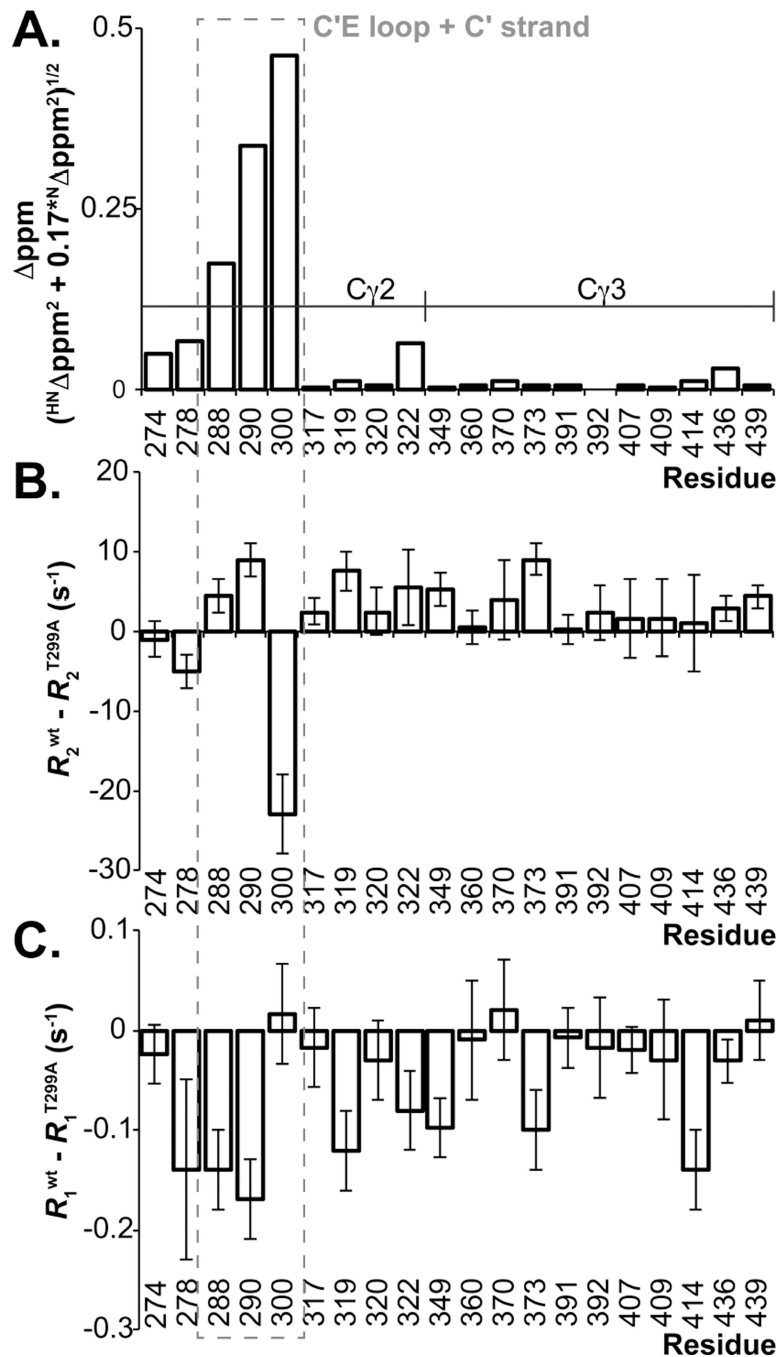 A.
C'E loop + C' strand
Δppm
(ᴴᴺΔppm² + 0.17*ᴺΔppm²)¹/²
0.5
0.25
0
Cγ2
Cγ3
274 278 288 290 300 317 319 320 322 349 360 370 373 391 392 407 409 414 436 439
Residue
B.
R₂ʷᵗ - R₂ᵀ²⁹⁹ᴬ (s⁻¹)
20
10
0
-10
-20
-30
274 278 288 290 300 317 319 320 322 349 360 370 373 391 392 407 409 414 436 439
Residue
C.
R₁ʷᵗ - R₁ᵀ²⁹⁹ᴬ (s⁻¹)
0.1
0
-0.1
-0.2
-0.3
274 278 288 290 300 317 319 320 322 349 360 370 373 391 392 407 409 414 436 439
Residue